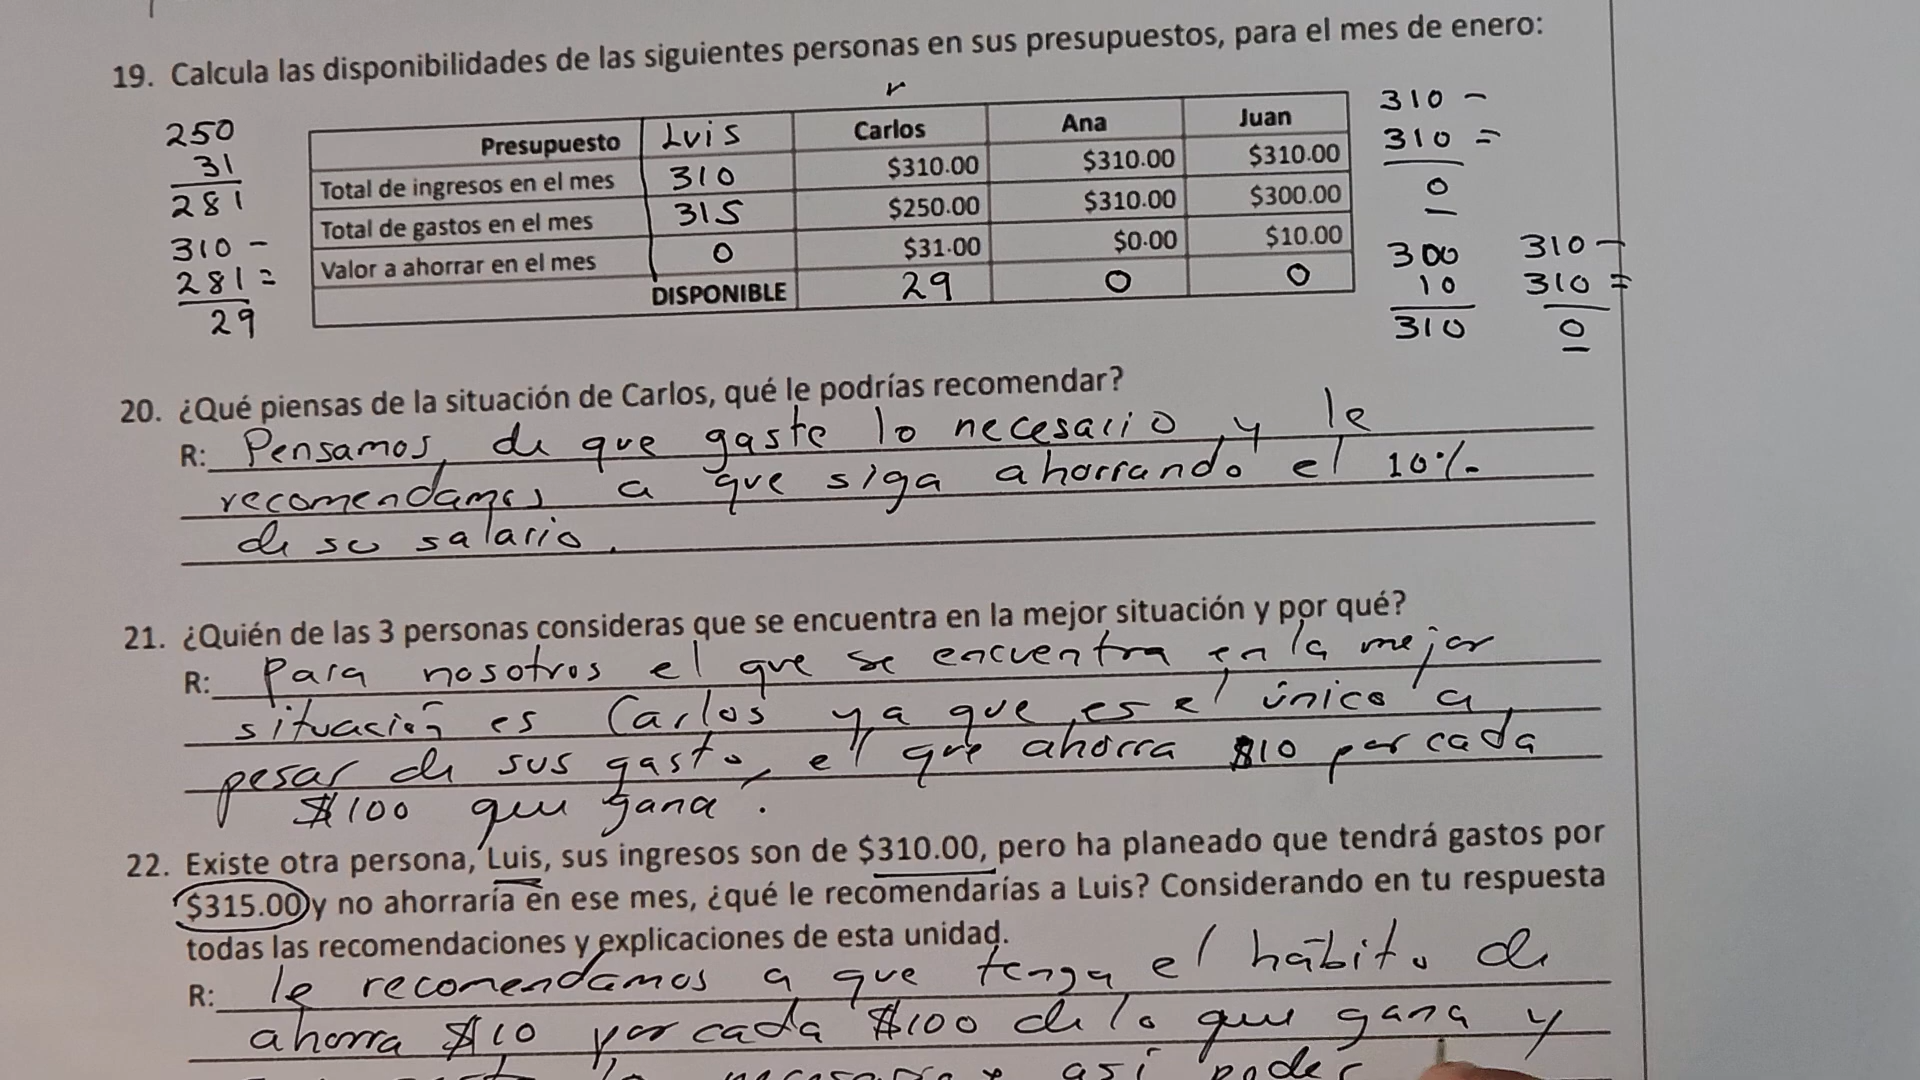 19. Calcula las disponibilidades de las siguientes personas en sus presupuestos, para el mes de enero:
250
31
281
310 -
281 =
29
Presupuesto Luis Carlos Ana Juan
Total de ingresos en el mes 310 $310.00 $310.00 $310.00
Total de gastos en el mes 315 $250.00 $310.00 $300.00
Valor a ahorrar en el mes 0 $31.00 $0.00 $10.00
DISPONIBLE 29 0 0
310 -
310 =
0
300
10
310
310 -
310 =
0
20. ¿Qué piensas de la situación de Carlos, qué le podrías recomendar?
R: Pensamos, de que gaste lo necesario y le
recomendamos a que siga ahorrando el 10%
de su salario.
21. ¿Quién de las 3 personas consideras que se encuentra en la mejor situación y por qué?
R: Para nosotros el que se encuentra en la mejor
situación es Carlos ya que es el único a
pesar de sus gasto, el que ahorra $10 por cada
$100 que gana.
22. Existe otra persona, Luis, sus ingresos son de $310.00, pero ha planeado que tendrá gastos por
$315.00 y no ahorraría en ese mes, ¿qué le recomendarías a Luis? Considerando en tu respuesta
todas las recomendaciones y explicaciones de esta unidad.
R: le recomendamos a que tenga el hábito de
ahorra $10 por cada $100 de lo que gana y
así poder